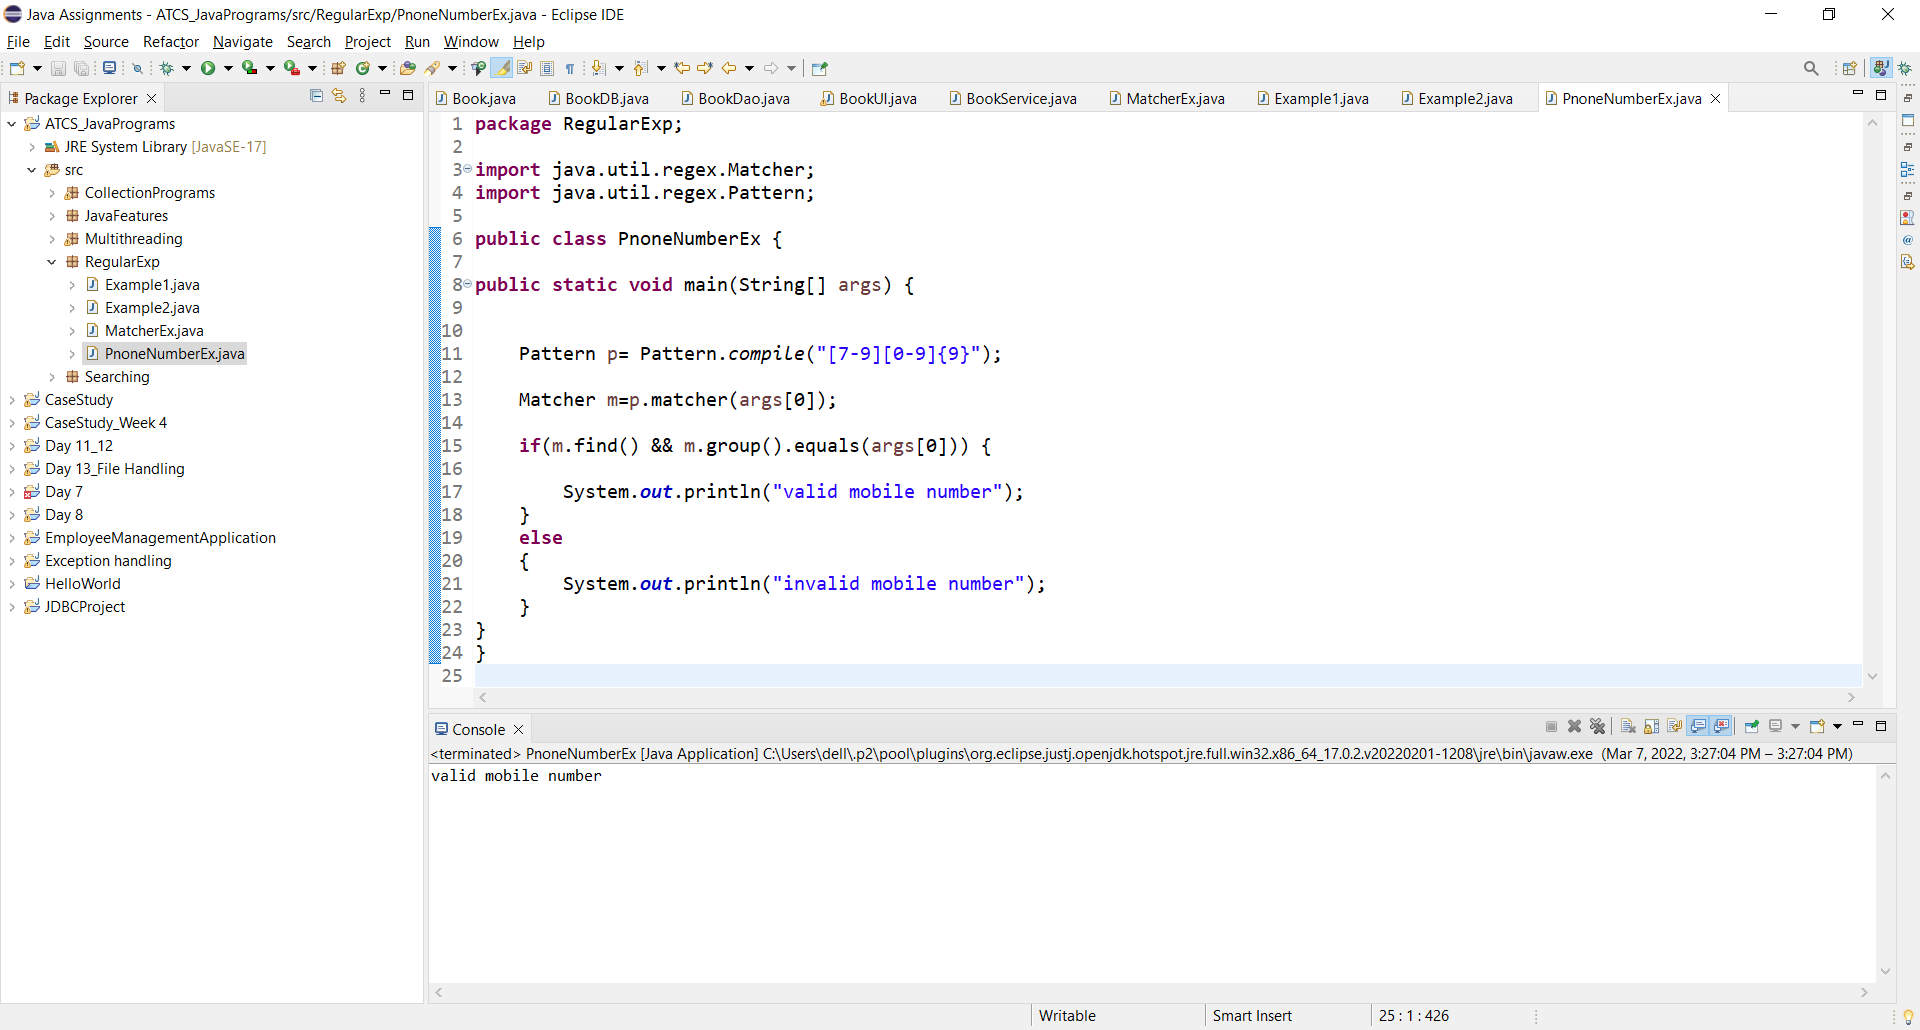 Java Assignments - ATCS_JavaPrograms/src/RegularExp/PnoneNumberEx.java - Eclipse IDE
File Edit Source Refactor Navigate Search Project Run Window Help
Package Explorer
ATCS_JavaPrograms
JRE System Library [JavaSE-17]
src
CollectionPrograms
JavaFeatures
Multithreading
RegularExp
Example1.java
Example2.java
MatcherEx.java
PnoneNumberEx.java
Searching
CaseStudy
CaseStudy_Week 4
Day 11_12
Day 13_File Handling
Day 7
Day 8
EmployeeManagementApplication
Exception handling
HelloWorld
JDBCProject
Book.java BookDB.java BookDao.java BookUI.java BookService.java MatcherEx.java Example1.java Example2.java PnoneNumberEx.java
1 package RegularExp;
2
3 import java.util.regex.Matcher;
4 import java.util.regex.Pattern;
5
6 public class PnoneNumberEx {
7
8 public static void main(String[] args) {
9
10
11 Pattern p= Pattern.compile("[7-9][0-9]{9}");
12
13 Matcher m=p.matcher(args[0]);
14
15 if(m.find() && m.group().equals(args[0])) {
16
17 System.out.println("valid mobile number");
18 }
19 else
20 {
21 System.out.println("invalid mobile number");
22 }
23 }
24 }
25
Console
<terminated> PnoneNumberEx [Java Application] C:\Users\dell\.p2\pool\plugins\org.eclipse.justj.openjdk.hotspot.jre.full.win32.x86_64_17.0.2.v20220201-1208\jre\bin\javaw.exe (Mar 7, 2022, 3:27:04 PM – 3:27:04 PM)
valid mobile number
Writable Smart Insert 25 : 1 : 426